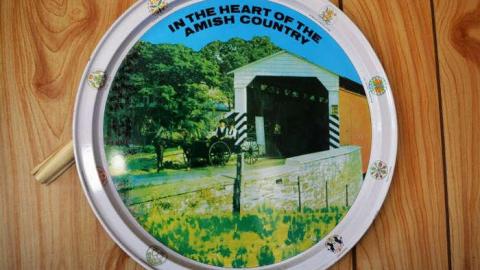 IN THE HEART OF THE
AMISH COUNTRY